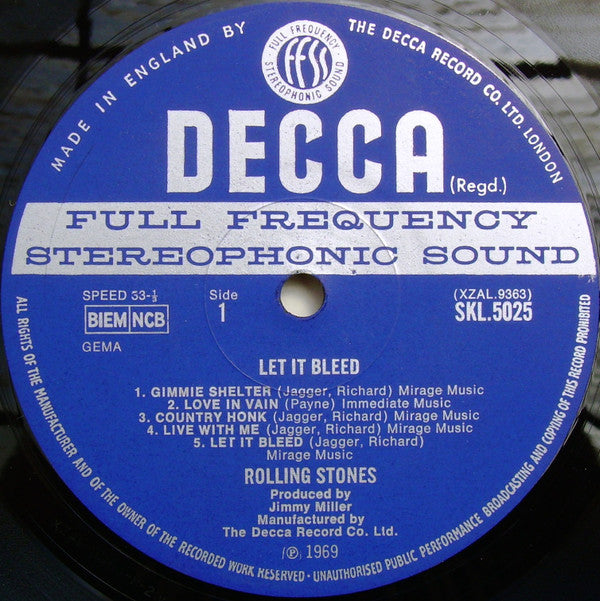 MADE IN ENGLAND BY
THE DECCA RECORD CO. LTD. LONDON
FULL FREQUENCY
STEREOPHONIC SOUND
FFSS
DECCA (Regd.)
FULL FREQUENCY
STEREOPHONIC SOUND
SPEED 33-⅓
BIEM NCB
GEMA
Side
1
(XZAL.9363)
SKL.5025
LET IT BLEED
1. GIMMIE SHELTER (Jagger, Richard) Mirage Music
2. LOVE IN VAIN (Payne) Immediate Music
3. COUNTRY HONK (Jagger, Richard) Mirage Music
4. LIVE WITH ME (Jagger, Richard) Mirage Music
5. LET IT BLEED (Jagger, Richard)
Mirage Music
ROLLING STONES
Produced by
Jimmy Miller
Manufactured by
The Decca Record Co. Ltd.
℗ 1969
ALL RIGHTS OF THE MANUFACTURER AND OF THE OWNER OF THE RECORDED WORK RESERVED · UNAUTHORISED PUBLIC PERFORMANCE BROADCASTING AND COPYING OF THIS RECORD PROHIBITED